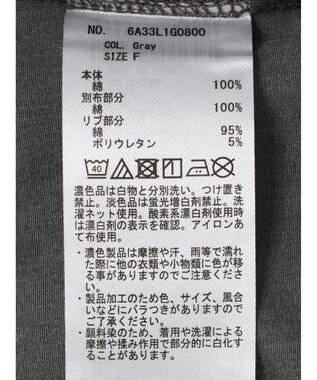 NO. 6A33L1G0800
COL. Gray
SIZE F
本体
綿 100%
別布部分
綿 100%
リブ部分
綿 95%
ポリウレタン 5%
40
濃色品は白物と分別洗い。つけ置き
禁止。淡色品は蛍光増白剤禁止。洗
濯ネット使用。酸素系漂白剤使用時
は漂白剤の表示を確認。アイロンあ
て布使用。
・濃色製品は摩擦や汗、雨等で濡れ
た際に他の衣類や小物類に色が移
る事がありますのでご注意くださ
い。
・製品加工のため色、サイズ、風合
いなどにバラつきがありますので
ご了承ください。
・顔料染のため、着用や洗濯による
摩擦や揉み作用で部分的に白化す
ることがあります。